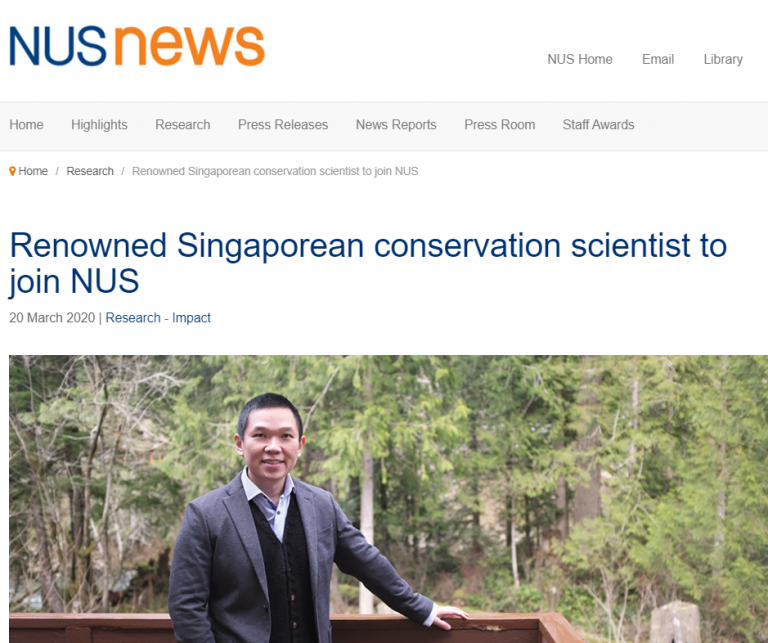 NUSnews
NUS Home Email Library
Home Highlights Research Press Releases News Reports Press Room Staff Awards
Home / Research / Renowned Singaporean conservation scientist to join NUS
Renowned Singaporean conservation scientist to
join NUS
20 March 2020 | Research - Impact